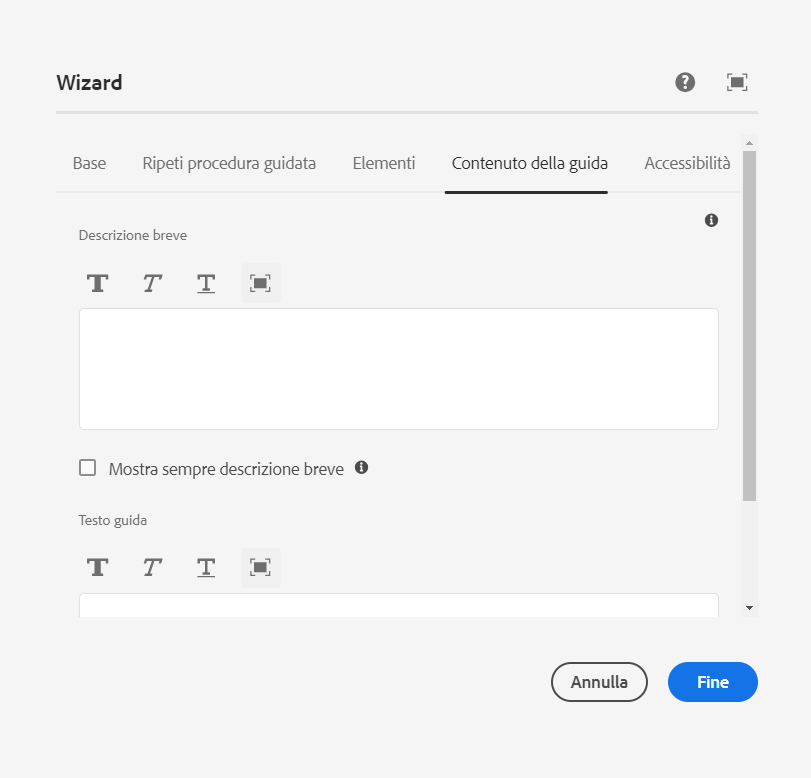 Wizard
Base Ripeti procedura guidata Elementi Contenuto della guida Accessibilità
Descrizione breve
Mostra sempre descrizione breve
Testo guida
Annulla Fine